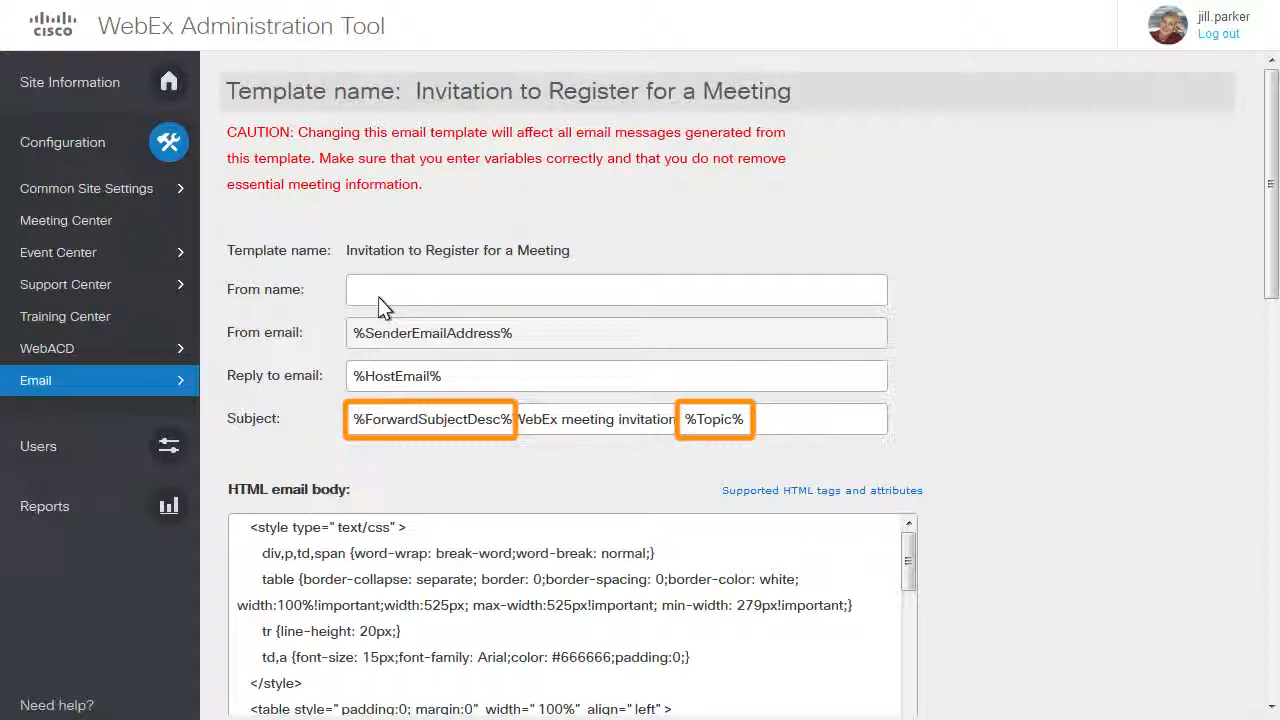 cisco
WebEx Administration Tool
jill.parker
Log out
Site Information
Configuration
Common Site Settings
Meeting Center
Event Center
Support Center
Training Center
WebACD
Email
Users
Reports
Need help?
Template name: Invitation to Register for a Meeting
CAUTION: Changing this email template will affect all email messages generated from
this template. Make sure that you enter variables correctly and that you do not remove
essential meeting information.
Template name: Invitation to Register for a Meeting
From name:
From email: %SenderEmailAddress%
Reply to email: %HostEmail%
Subject: %ForwardSubjectDesc% WebEx meeting invitation %Topic%
HTML email body: Supported HTML tags and attributes
<style type="text/css">
div,p,td,span {word-wrap: break-word;word-break: normal;}
table {border-collapse: separate; border: 0;border-spacing: 0;border-color: white;
width:100%!important;width:525px; max-width:525px!important; min-width: 279px!important;}
tr {line-height: 20px;}
td,a {font-size: 15px;font-family: Arial;color: #666666;padding:0;}
</style>
<table style="padding:0; margin:0" width="100%" align="left">